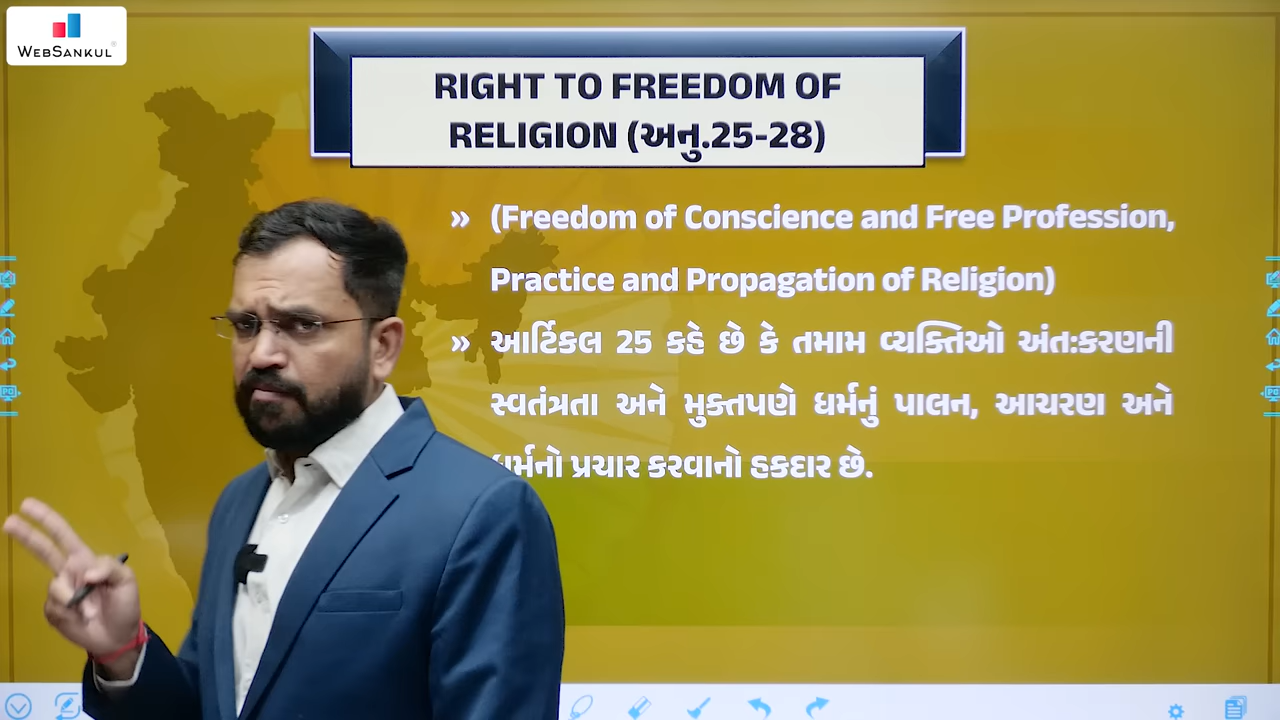 WEBSANKUL
RIGHT TO FREEDOM OF
RELIGION (અનુ.25-28)
» (Freedom of Conscience and Free Profession,
Practice and Propagation of Religion)
» આર્ટિકલ 25 કહે છે કે તમામ વ્યક્તિઓ અંતઃકરણની
સ્વતંત્રતા અને મુક્તપણે ધર્મનું પાલન, આચરણ અને
ધર્મનો પ્રચાર કરવાનો હકદાર છે.